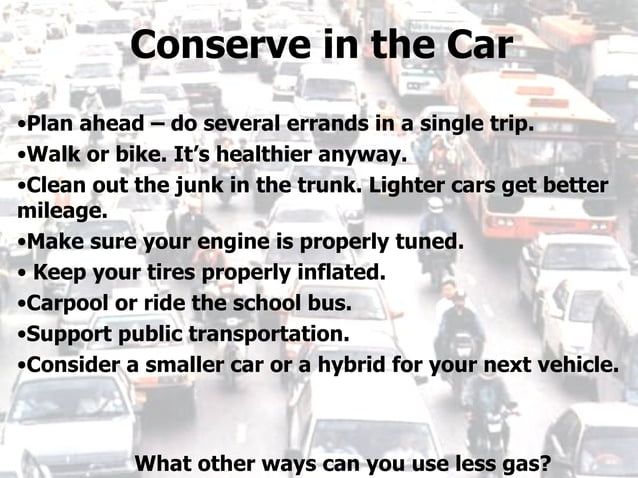 Conserve in the Car
•Plan ahead – do several errands in a single trip.
•Walk or bike. It’s healthier anyway.
•Clean out the junk in the trunk. Lighter cars get better
mileage.
•Make sure your engine is properly tuned.
• Keep your tires properly inflated.
•Carpool or ride the school bus.
•Support public transportation.
•Consider a smaller car or a hybrid for your next vehicle.
What other ways can you use less gas?